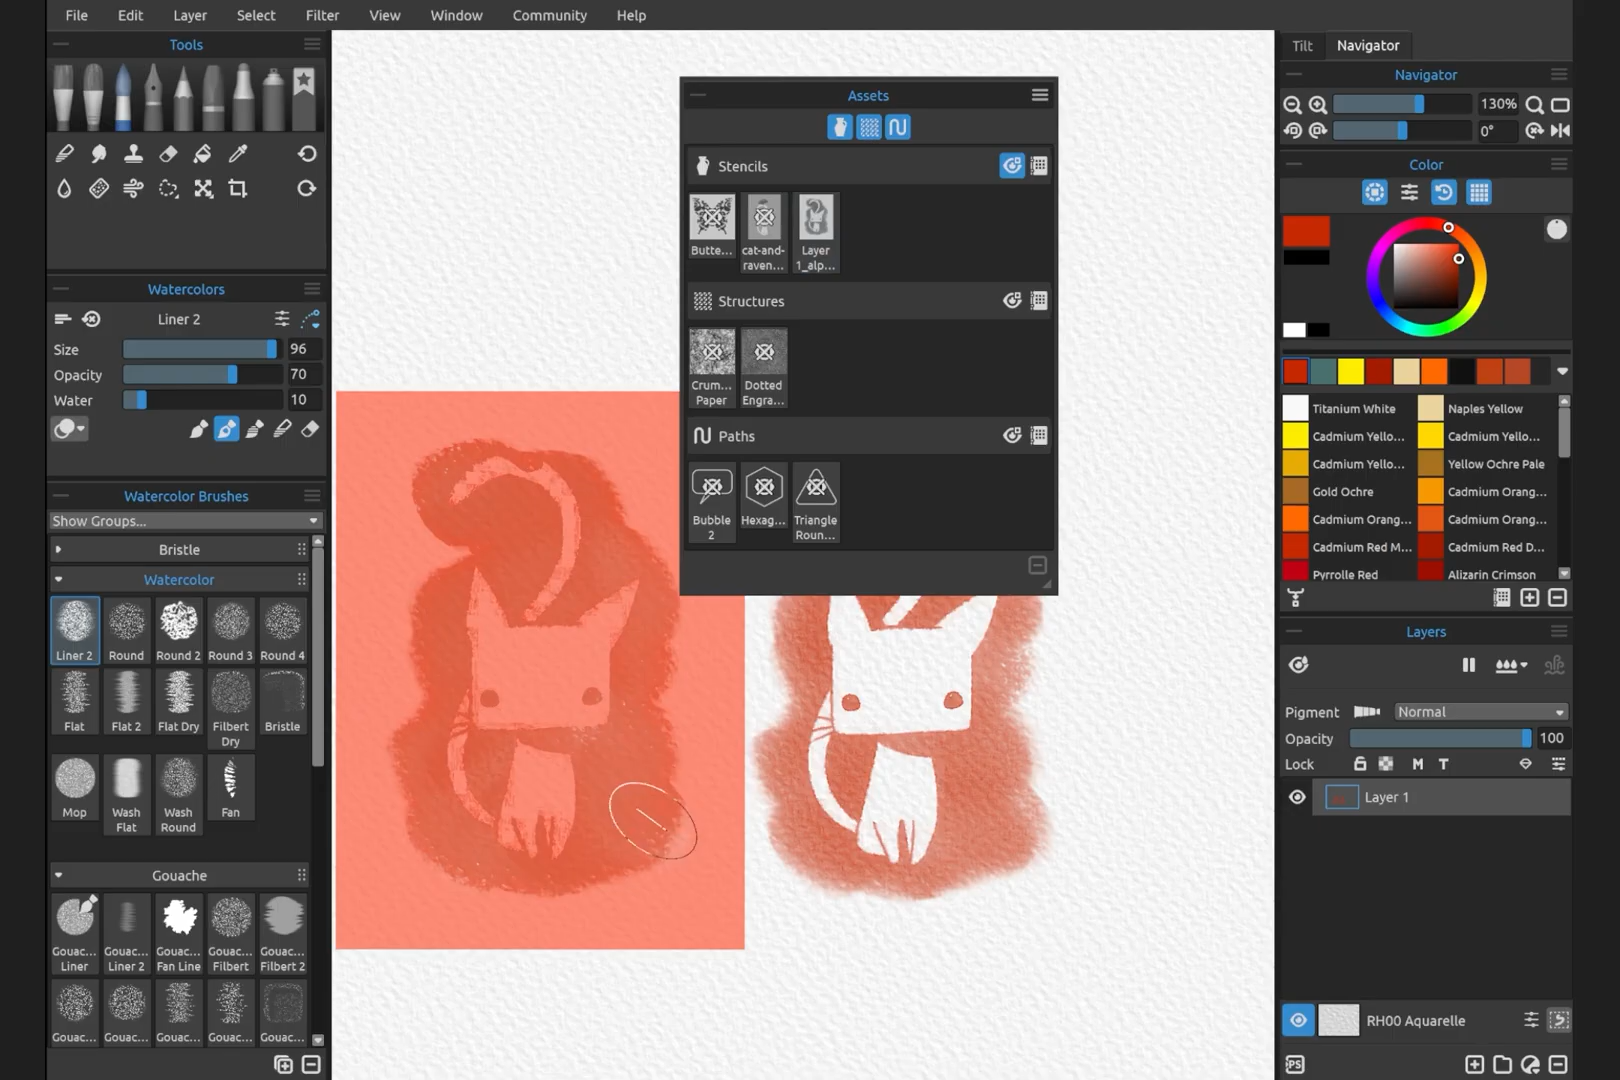 File Edit Layer Select Filter View Window Community Help
Tools
Watercolors
Liner 2
Size 96
Opacity 70
Water 10
Watercolor Brushes
Show Groups...
Bristle
Watercolor
Liner 2 Round Round 2 Round 3 Round 4
Flat Flat 2 Flat Dry Filbert Dry Bristle
Mop Wash Flat Wash Round Fan
Gouache
Gouac... Liner Gouac... Liner 2 Gouac... Fan Line Gouac... Filbert Gouac... Filbert 2
Gouac... Gouac... Gouac... Gouac... Gouac...
Assets
Stencils
Butte... cat-and-raven... Layer 1_alp...
Structures
Crum... Paper Dotted Engra...
Paths
Bubble 2 Hexag... Triangle Roun...
Tilt Navigator
Navigator
130%
0°
Color
Titanium White Naples Yellow
Cadmium Yello... Cadmium Yello...
Cadmium Yello... Yellow Ochre Pale
Gold Ochre Cadmium Orang...
Cadmium Orang... Cadmium Orang...
Cadmium Red M... Cadmium Red D...
Pyrrolle Red Alizarin Crimson
Layers
Pigment Normal
Opacity 100
Lock M T
Layer 1
RH00 Aquarelle
PS